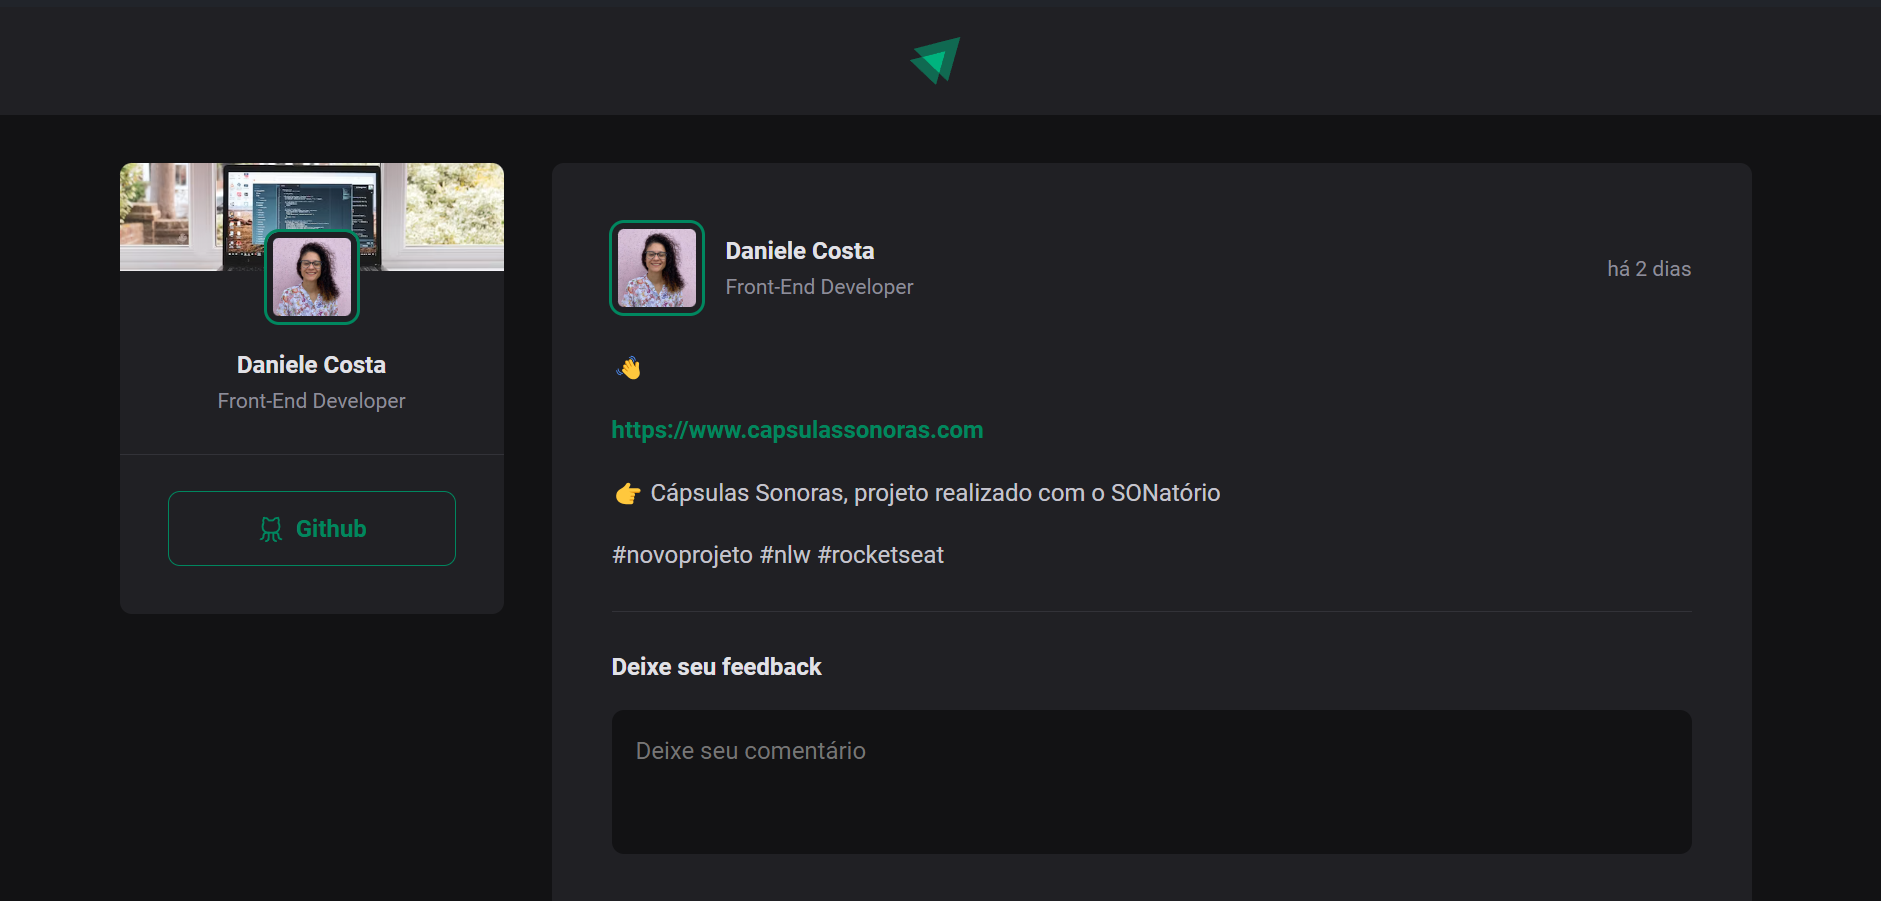 Daniele Costa
Front-End Developer
Github
Daniele Costa
Front-End Developer
há 2 dias
👋
https://www.capsulassonoras.com
👉 Cápsulas Sonoras, projeto realizado com o SONatório
#novoprojeto #nlw #rocketseat
Deixe seu feedback
Deixe seu comentário